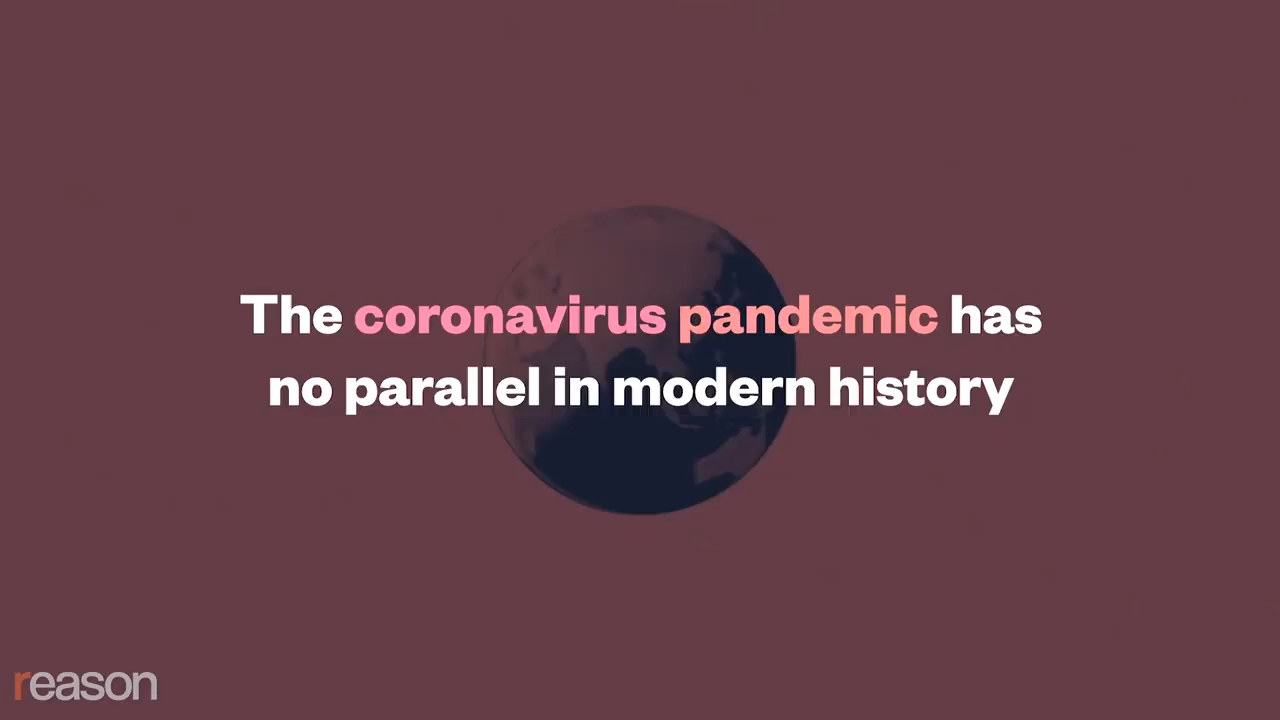 The coronavirus pandemic has
no parallel in modern history
reason